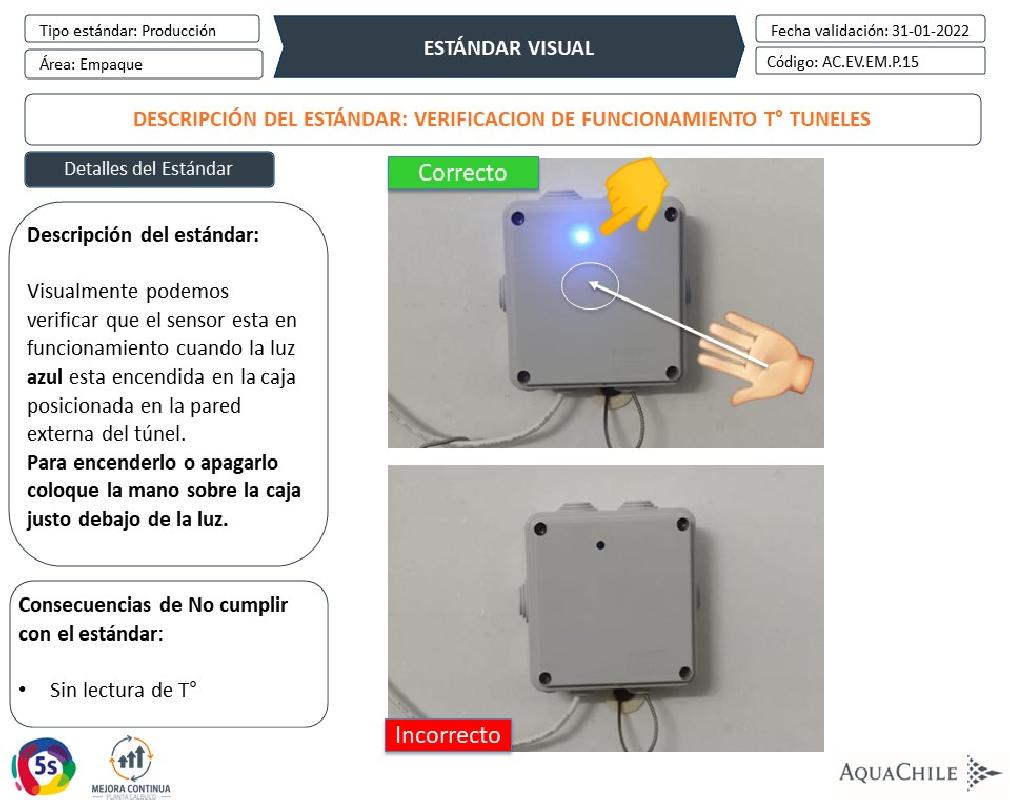 Tipo estándar: Producción
Área: Empaque
ESTÁNDAR VISUAL
Fecha validación: 31-01-2022
Código: AC.EV.EM.P.15
DESCRIPCIÓN DEL ESTÁNDAR: VERIFICACION DE FUNCIONAMIENTO T° TUNELES
Detalles del Estándar
Descripción del estándar:
Visualmente podemos
verificar que el sensor esta en
funcionamiento cuando la luz
azul esta encendida en la caja
posicionada en la pared
externa del túnel.
Para encenderlo o apagarlo
coloque la mano sobre la caja
justo debajo de la luz.
Consecuencias de No cumplir
con el estándar:
• Sin lectura de T°
Correcto
Incorrecto
5s
MEJORA CONTINUA
PLANTA CALBUCO
AQUACHILE